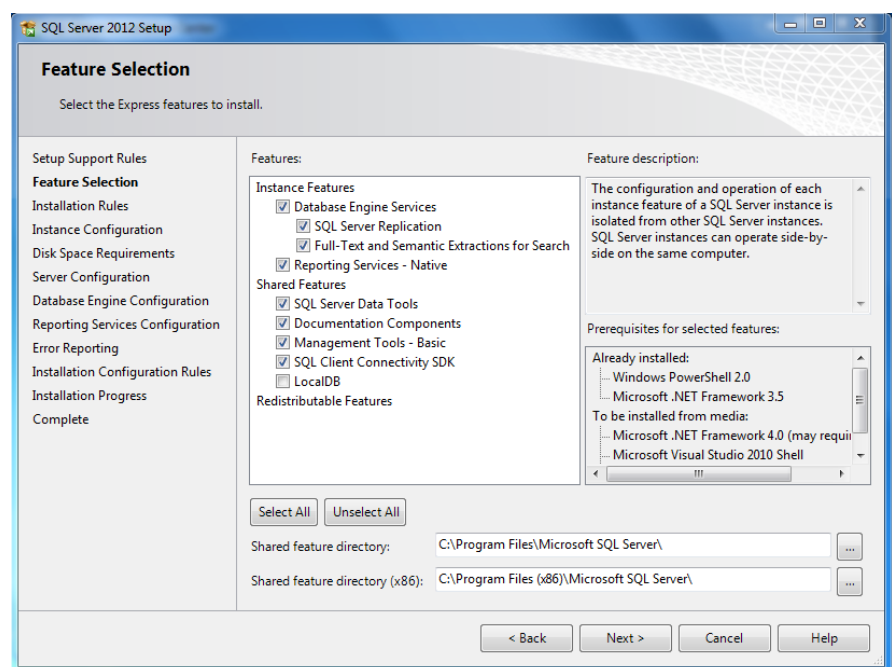 SQL Server 2012 Setup
Feature Selection
Select the Express features to install.
Setup Support Rules
Feature Selection
Installation Rules
Instance Configuration
Disk Space Requirements
Server Configuration
Database Engine Configuration
Reporting Services Configuration
Error Reporting
Installation Configuration Rules
Installation Progress
Complete
Features:
Instance Features
Database Engine Services
SQL Server Replication
Full-Text and Semantic Extractions for Search
Reporting Services - Native
Shared Features
SQL Server Data Tools
Documentation Components
Management Tools - Basic
SQL Client Connectivity SDK
LocalDB
Redistributable Features
Feature description:
The configuration and operation of each
instance feature of a SQL Server instance is
isolated from other SQL Server instances.
SQL Server instances can operate side-by-
side on the same computer.
Prerequisites for selected features:
Already installed:
Windows PowerShell 2.0
Microsoft .NET Framework 3.5
To be installed from media:
Microsoft .NET Framework 4.0 (may requi
Microsoft Visual Studio 2010 Shell
Select All
Unselect All
Shared feature directory:
C:\Program Files\Microsoft SQL Server\
...
Shared feature directory (x86):
C:\Program Files (x86)\Microsoft SQL Server\
...
< Back
Next >
Cancel
Help